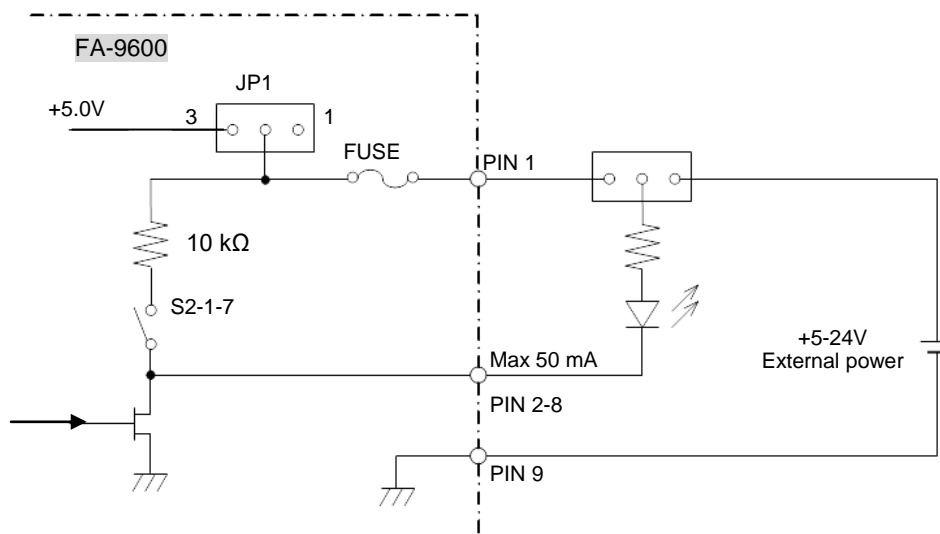 FA-9600
JP1
+5.0V
3
1
FUSE
PIN 1
10 kΩ
S2-1-7
+5-24V
External power
Max 50 mA
PIN 2-8
PIN 9